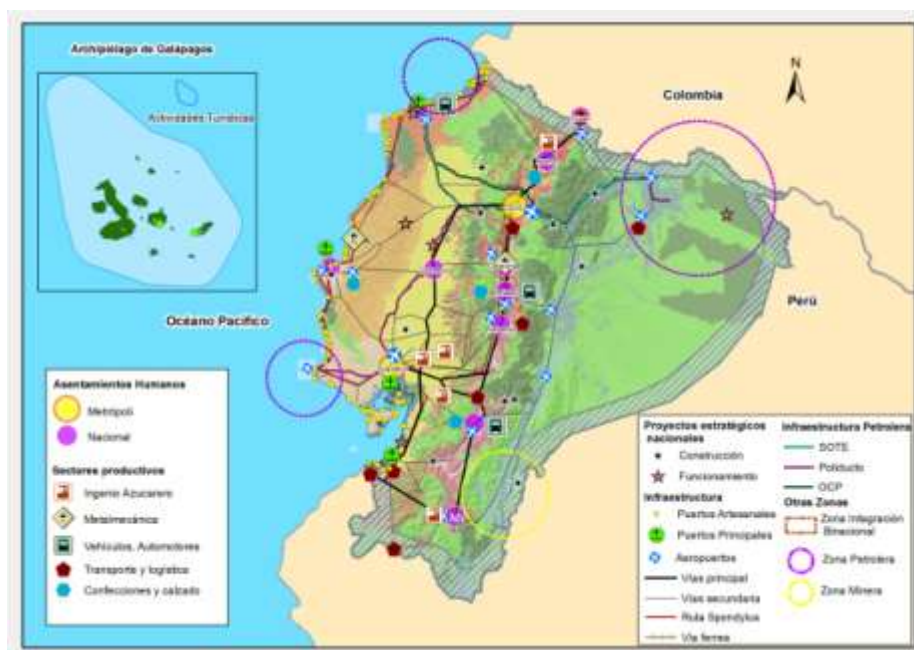 Archipiélago de Galápagos
Actividades Turísticas
N
Colombia
Perú
Océano Pacífico
Asentamientos Humanos
Metrópoli
Nacional
Sectores productivos
Ingenio Azucarero
Metalmecánica
Vehículos, Automotores
Transporte y logística
Confecciones y calzado
Proyectos estratégicos
nacionales
Construcción
Funcionamiento
Infraestructura
Puertos Artesanales
Puertos Principales
Aeropuertos
Vías principal
Vías secundaria
Ruta Spondylus
Vía ferrea
Infraestructura Petrolera
SOTE
Poliducto
OCP
Otras Zonas
Zona Integración
Binacional
Zona Petrolera
Zona Minera